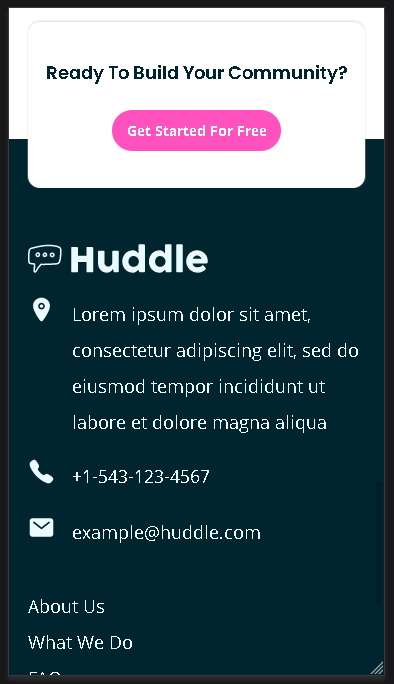 Ready To Build Your Community?
Get Started For Free
Huddle
Lorem ipsum dolor sit amet,
consectetur adipiscing elit, sed do
eiusmod tempor incididunt ut
labore et dolore magna aliqua
+1-543-123-4567
example@huddle.com
About Us
What We Do
FAQ